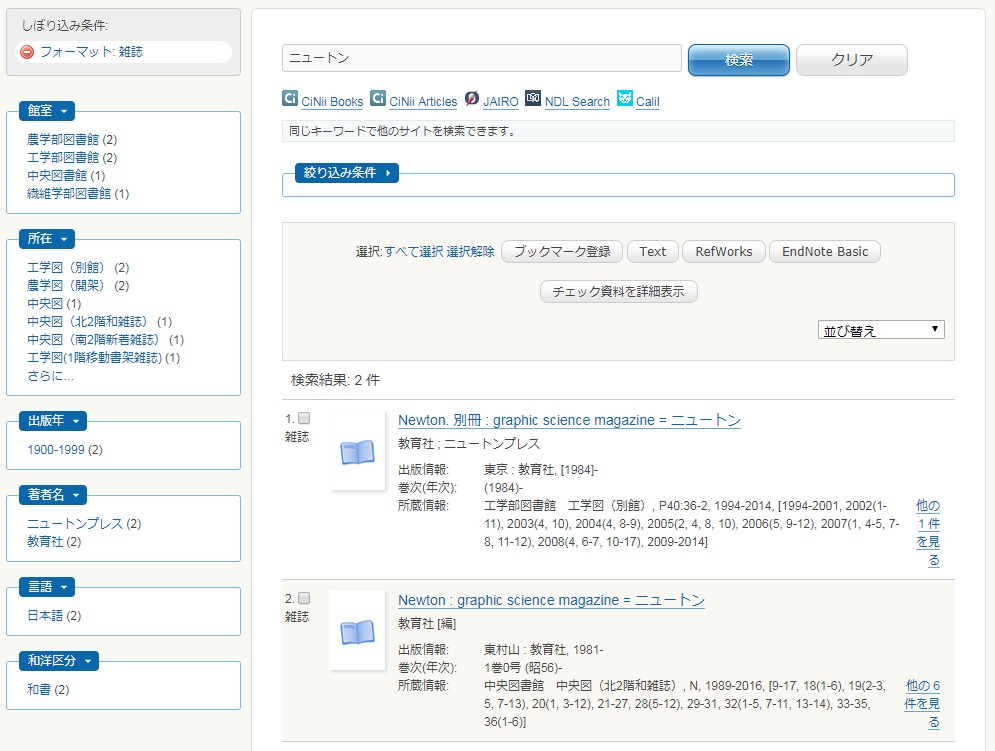 しぼり込み条件:
フォーマット: 雑誌
館室
農学部図書館 (2)
工学部図書館 (2)
中央図書館 (1)
繊維学部図書館 (1)
所在
工学図（別館） (2)
農学図（開架） (2)
中央図 (1)
中央図（北2階和雑誌） (1)
中央図（南2階新着雑誌） (1)
工学図(1階移動書架雑誌) (1)
さらに...
出版年
1900-1999 (2)
著者名
ニュートンプレス (2)
教育社 (2)
言語
日本語 (2)
和洋区分
和書 (2)
ニュートン 検索 クリア
CiNii Books CiNii Articles JAIRO NDL Search Calil
同じキーワードで他のサイトを検索できます。
絞り込み条件
選択:すべて選択 選択解除 ブックマーク登録 Text RefWorks EndNote Basic
チェック資料を詳細表示
並び替え
検索結果: 2 件
1.
雑誌
Newton. 別冊 : graphic science magazine = ニュートン
教育社 ; ニュートンプレス
出版情報: 東京 : 教育社, [1984]-
巻次(年次): (1984)-
所蔵情報: 工学部図書館　工学図（別館）, P40:36-2, 1994-2014, [1994-2001, 2002(1-
11), 2003(4, 10), 2004(4, 8-9), 2005(2, 4, 8, 10), 2006(5, 9-12), 2007(1, 4-5, 7-
8, 11-12), 2008(4, 6-7, 10-17), 2009-2014]
他の
1 件
を見
る
2.
雑誌
Newton : graphic science magazine = ニュートン
教育社 [編]
出版情報: 東村山 : 教育社, 1981-
巻次(年次): 1巻0号 (昭56)-
所蔵情報: 中央図書館　中央図（北2階和雑誌）, N, 1989-2016, [9-17, 18(1-6), 19(2-3,
5, 7-13), 20(1, 3-12), 21-27, 28(5-12), 29-31, 32(1-5, 7-11, 13-14), 33-35,
36(1-6)]
他の 6
件を見
る